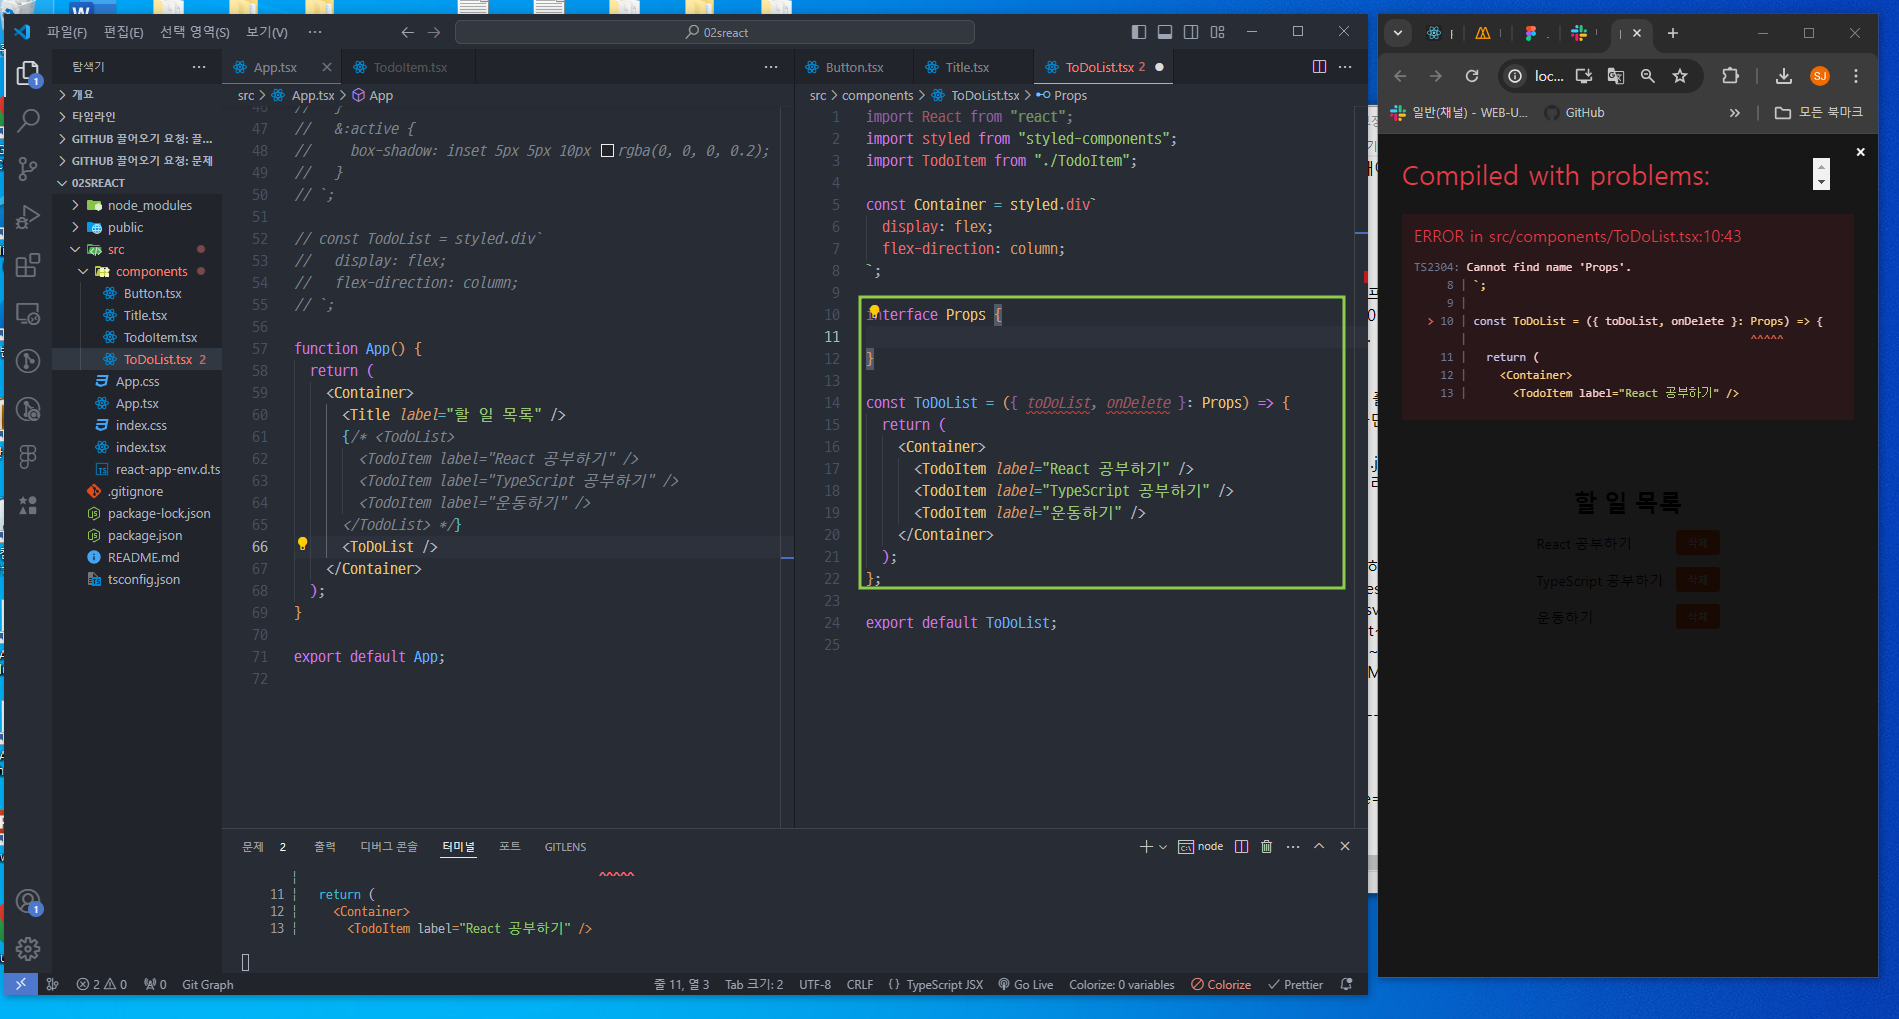 파일(F) 편집(E) 선택 영역(S) 보기(V) ··· 02sreact
탐색기 ···
개요
타임라인
GITHUB 끌어오기 요청: 끌...
GITHUB 끌어오기 요청: 문제
02SREACT
node_modules
public
src
components
Button.tsx
Title.tsx
TodoItem.tsx
ToDoList.tsx 2
App.css
App.tsx
index.css
index.tsx
react-app-env.d.ts
.gitignore
package-lock.json
package.json
README.md
tsconfig.json
App.tsx TodoItem.tsx ···
src > App.tsx > App
46 // }
47 // &:active {
48 // box-shadow: inset 5px 5px 10px rgba(0, 0, 0, 0.2);
49 // }
50 // `;
51
52 // const TodoList = styled.div`
53 // display: flex;
54 // flex-direction: column;
55 // `;
56
57 function App() {
58 return (
59 <Container>
60 <Title label="할 일 목록" />
61 {/* <TodoList>
62 <TodoItem label="React 공부하기" />
63 <TodoItem label="TypeScript 공부하기" />
64 <TodoItem label="운동하기" />
65 </TodoList> */}
66 <ToDoList />
67 </Container>
68 );
69 }
70
71 export default App;
72
Button.tsx Title.tsx ToDoList.tsx 2 ···
src > components > ToDoList.tsx > Props
1 import React from "react";
2 import styled from "styled-components";
3 import TodoItem from "./TodoItem";
4
5 const Container = styled.div`
6 display: flex;
7 flex-direction: column;
8 `;
9
10 interface Props {
11
12 }
13
14 const ToDoList = ({ toDoList, onDelete }: Props) => {
15 return (
16 <Container>
17 <TodoItem label="React 공부하기" />
18 <TodoItem label="TypeScript 공부하기" />
19 <TodoItem label="운동하기" />
20 </Container>
21 );
22 };
23
24 export default ToDoList;
25
문제 2 출력 디버그 콘솔 터미널 포트 GITLENS node ···
^^^^^
11 ¦ return (
12 ¦ <Container>
13 ¦ <TodoItem label="React 공부하기" />
2 0 0 Git Graph 줄 11, 열 3 Tab 크기: 2 UTF-8 CRLF {} TypeScript JSX Go Live Colorize: 0 variables Colorize Prettier
1
1
loc... SJ
일반(채널) - WEB-U... GitHub » 모든 북마크
Compiled with problems:
ERROR in src/components/ToDoList.tsx:10:43
TS2304: Cannot find name 'Props'.
8 | `;
9 |
> 10 | const ToDoList = ({ toDoList, onDelete }: Props) => {
| ^^^^^
11 | return (
12 | <Container>
13 | <TodoItem label="React 공부하기" />
할 일 목록
React 공부하기 삭제
TypeScript 공부하기 삭제
운동하기 삭제